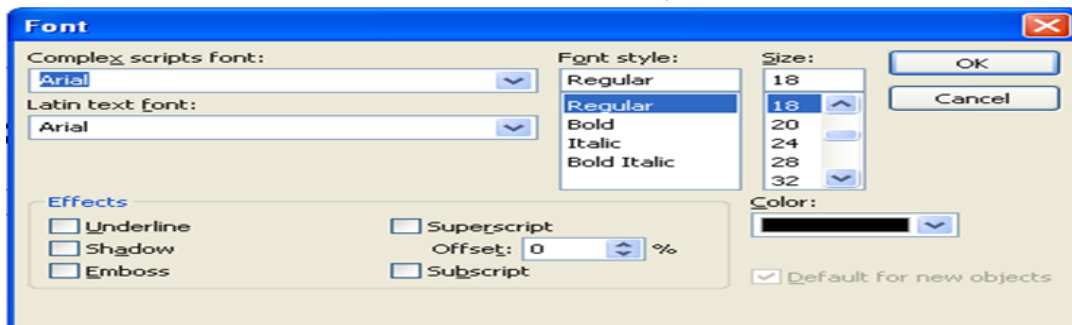 Font
Complex scripts font:
Arial
Latin text font:
Arial
Font style:
Regular
Regular
Bold
Italic
Bold Italic
Size:
18
18
20
24
28
32
OK
Cancel
Effects
Underline
Shadow
Emboss
Superscript
Offset: 0 %
Subscript
Color:
Default for new objects